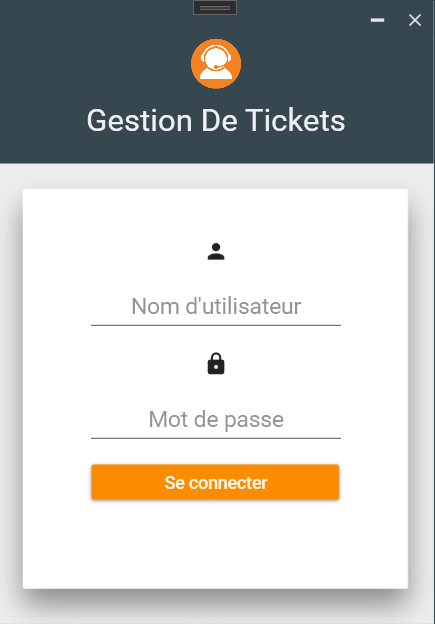 Gestion De Tickets
Nom d'utilisateur
Mot de passe
Se connecter